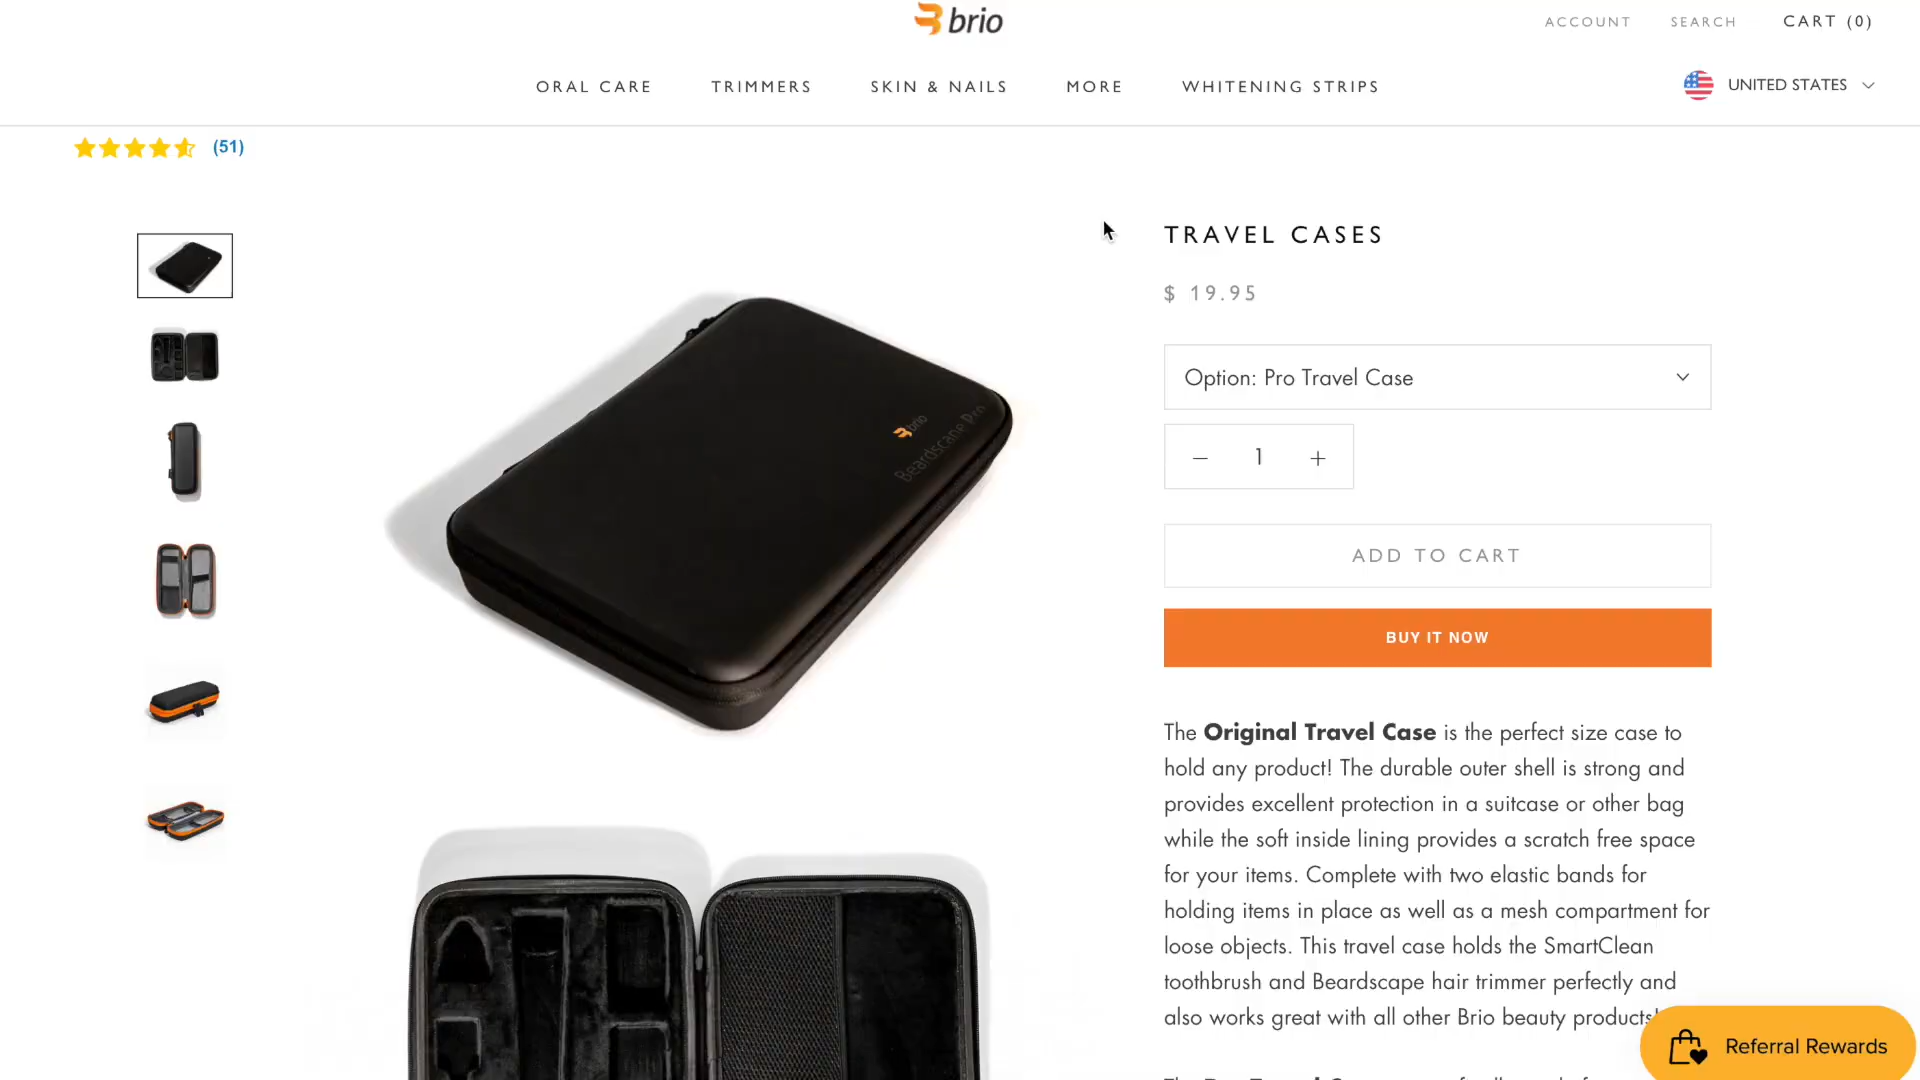 brio
ACCOUNT
SEARCH
CART (0)
ORAL CARE
TRIMMERS
SKIN & NAILS
MORE
WHITENING STRIPS
UNITED STATES
(51)
TRAVEL CASES
$ 19.95
Option: Pro Travel Case
1
ADD TO CART
BUY IT NOW
brio
Beardscape Pro
The Original Travel Case is the perfect size case to
hold any product! The durable outer shell is strong and
provides excellent protection in a suitcase or other bag
while the soft inside lining provides a scratch free space
for your items. Complete with two elastic bands for
holding items in place as well as a mesh compartment for
loose objects. This travel case holds the SmartClean
toothbrush and Beardscape hair trimmer perfectly and
also works great with all other Brio beauty products!
Referral Rewards